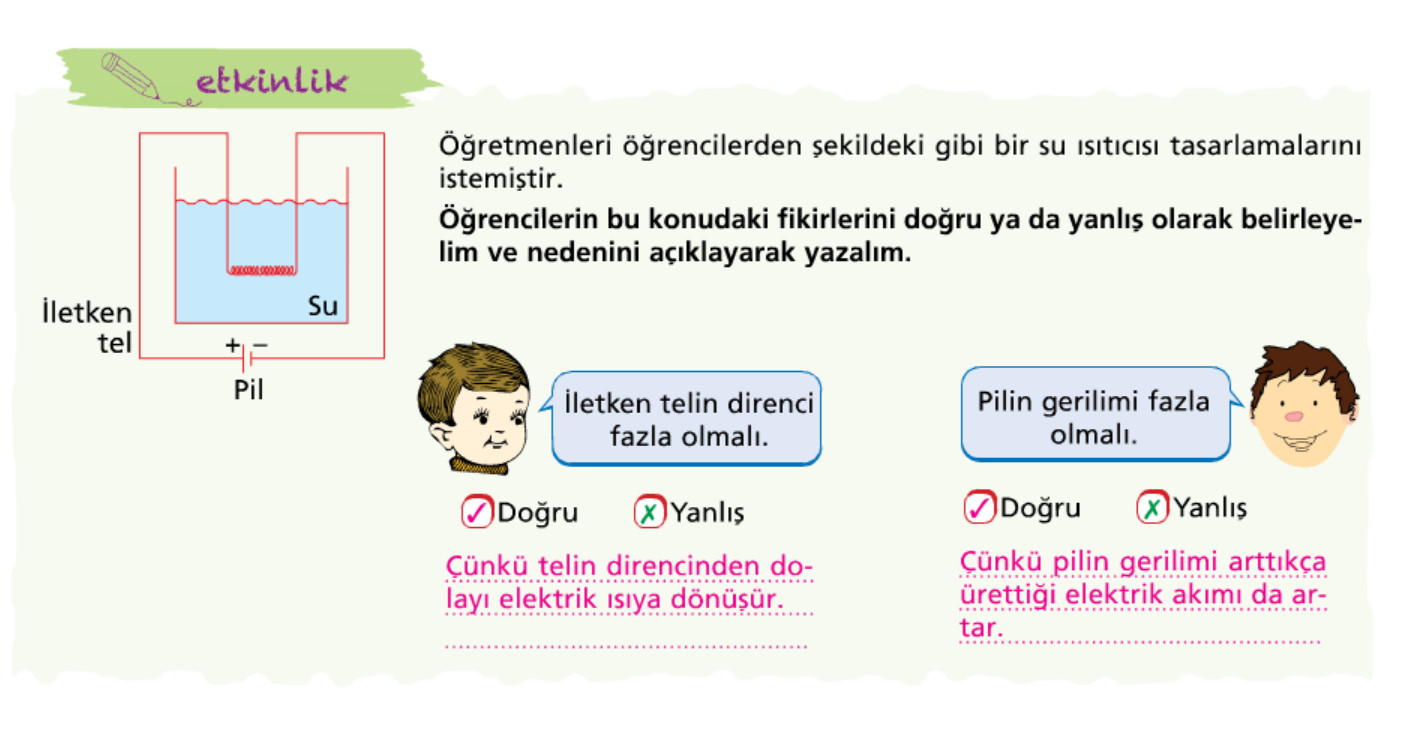 etkinlik
Öğretmenleri öğrencilerden şekildeki gibi bir su ısıtıcısı tasarlamalarını
istemiştir.
Öğrencilerin bu konudaki fikirlerini doğru ya da yanlış olarak belirleye-
lim ve nedenini açıklayarak yazalım.
Su
İletken
tel
+ −
Pil
İletken telin direnci
fazla olmalı.
✓ Doğru ✗ Yanlış
Çünkü telin direncinden do-
layı elektrik ısıya dönüşür.
Pilin gerilimi fazla
olmalı.
✓ Doğru ✗ Yanlış
Çünkü pilin gerilimi arttıkça
ürettiği elektrik akımı da ar-
tar.